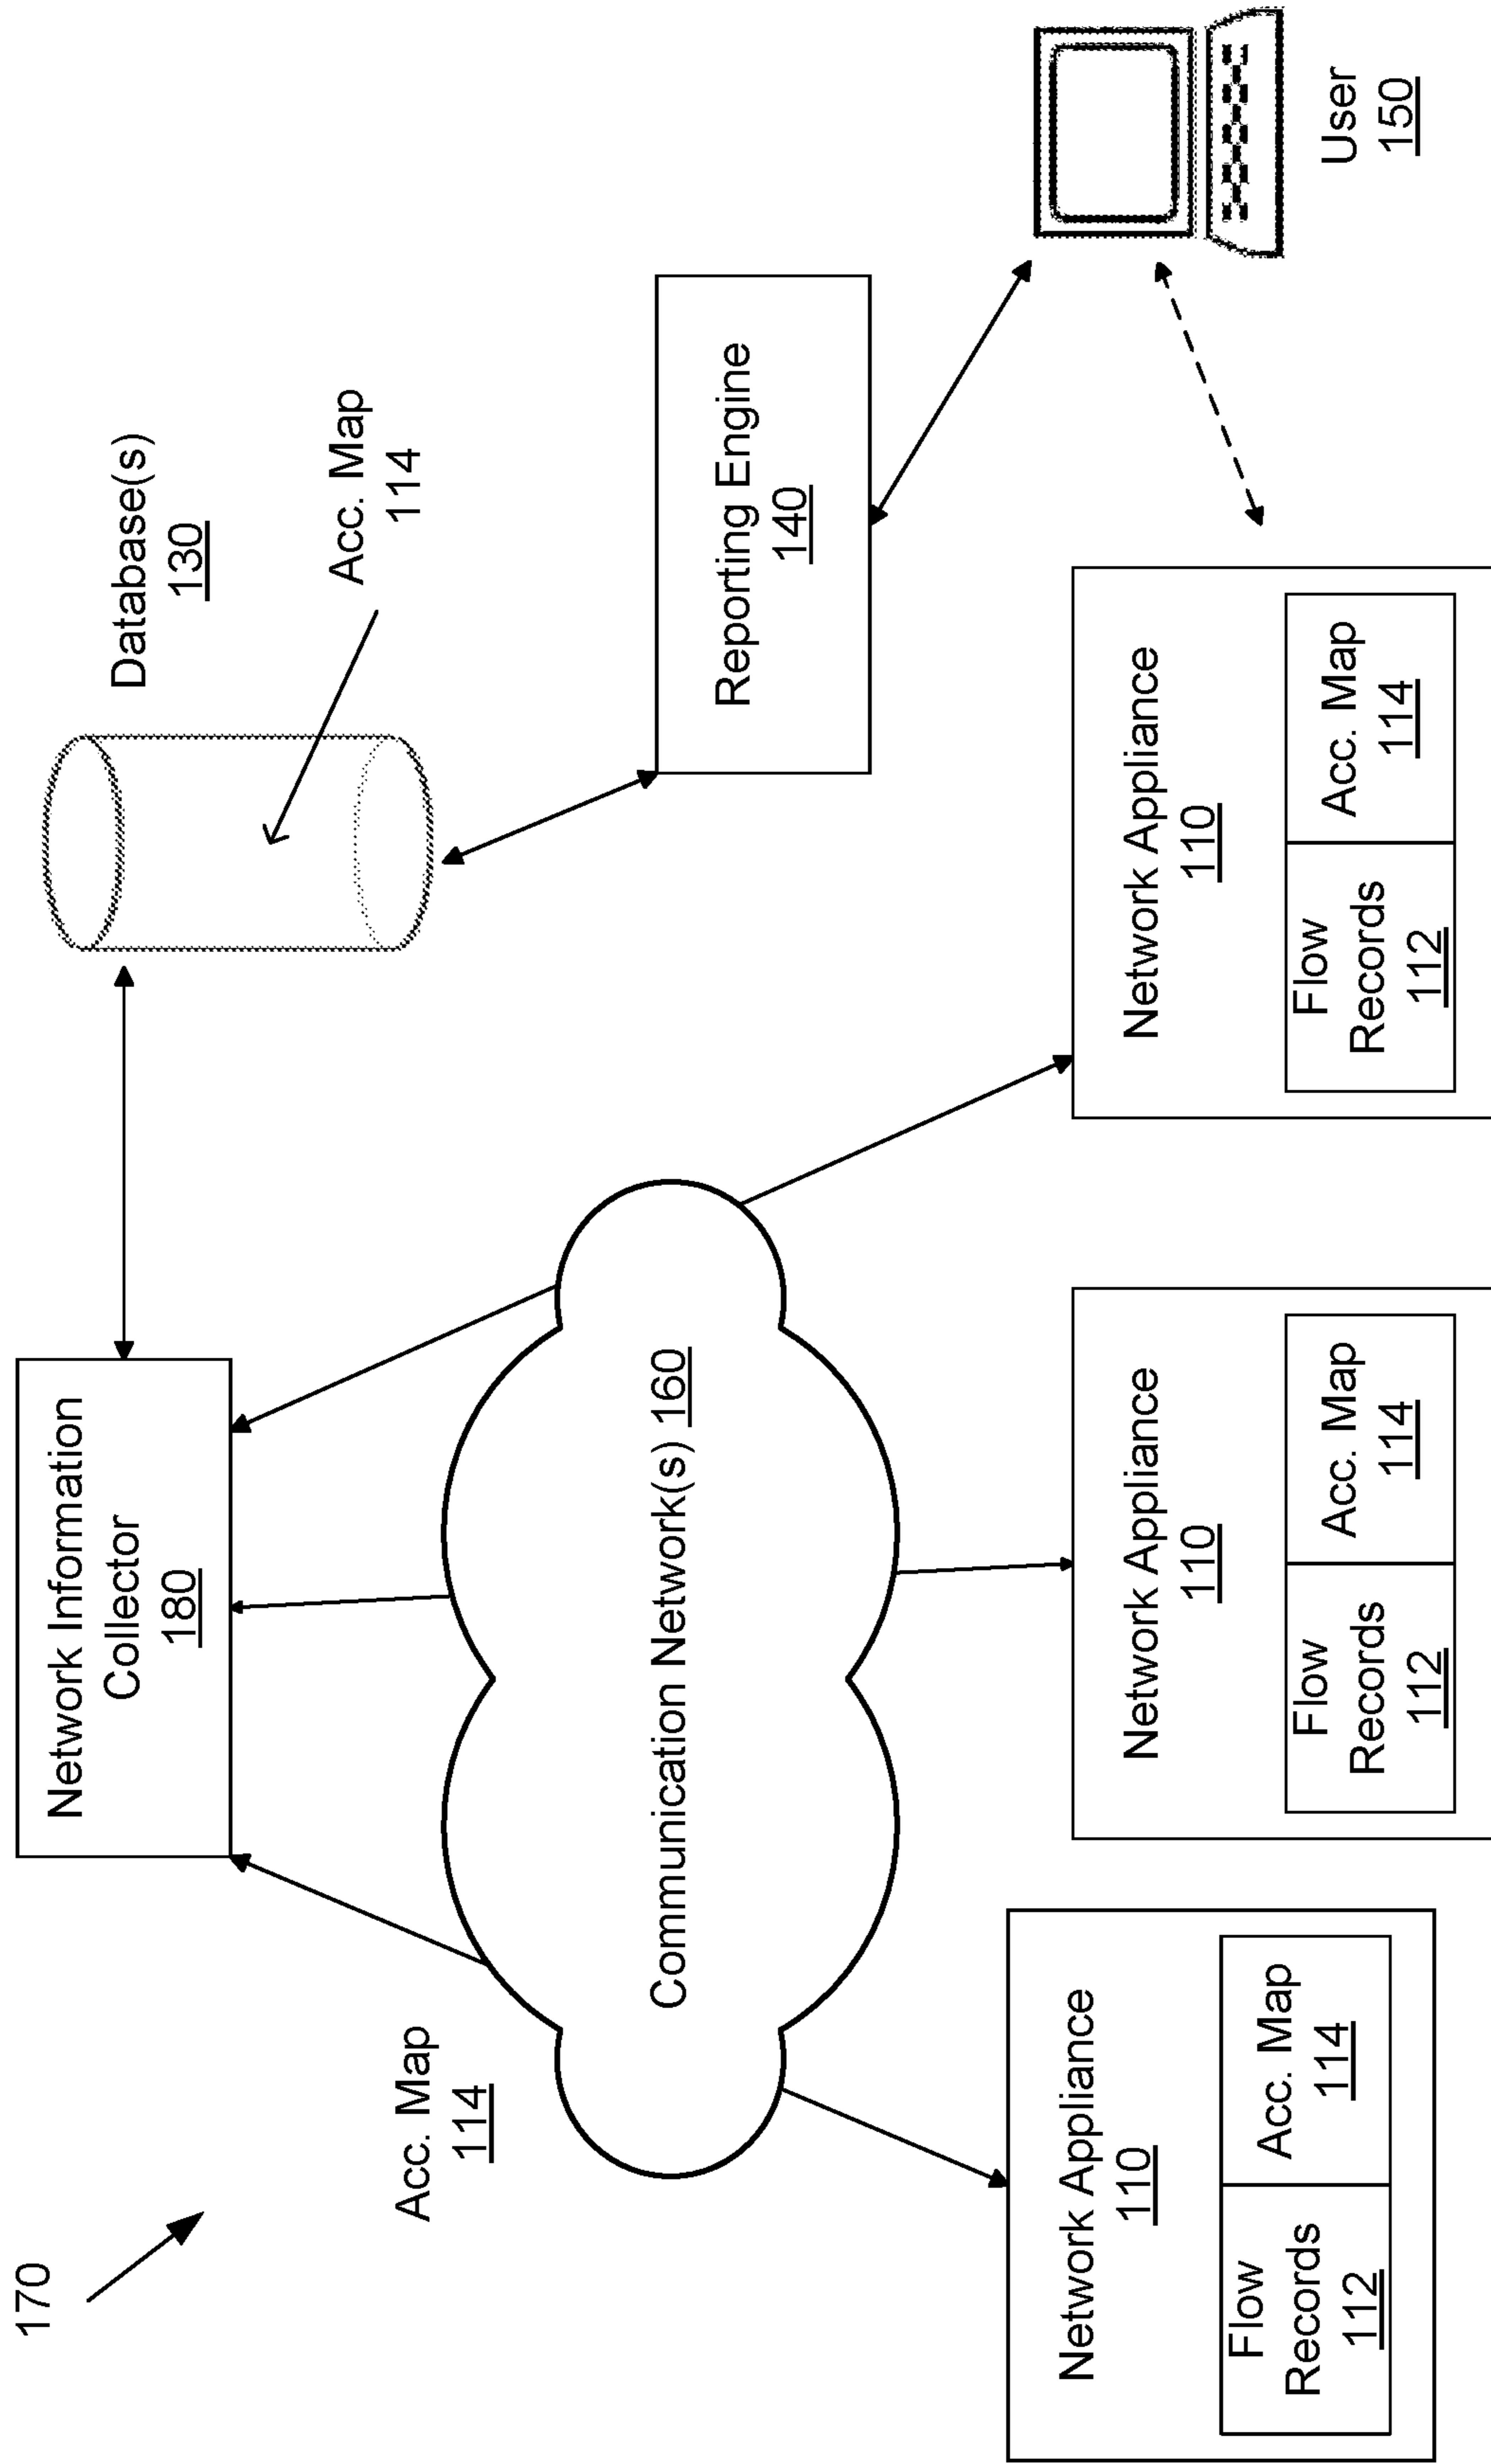 170
Network Information
Collector
180
Database(s)
130
Acc. Map
114
Acc. Map
114
Communication Network(s) 160
Reporting Engine
140
User
150
Network Appliance
110
Flow
Records
112
Acc. Map
114
Network Appliance
110
Flow
Records
112
Acc. Map
114
Network Appliance
110
Flow
Records
112
Acc. Map
114